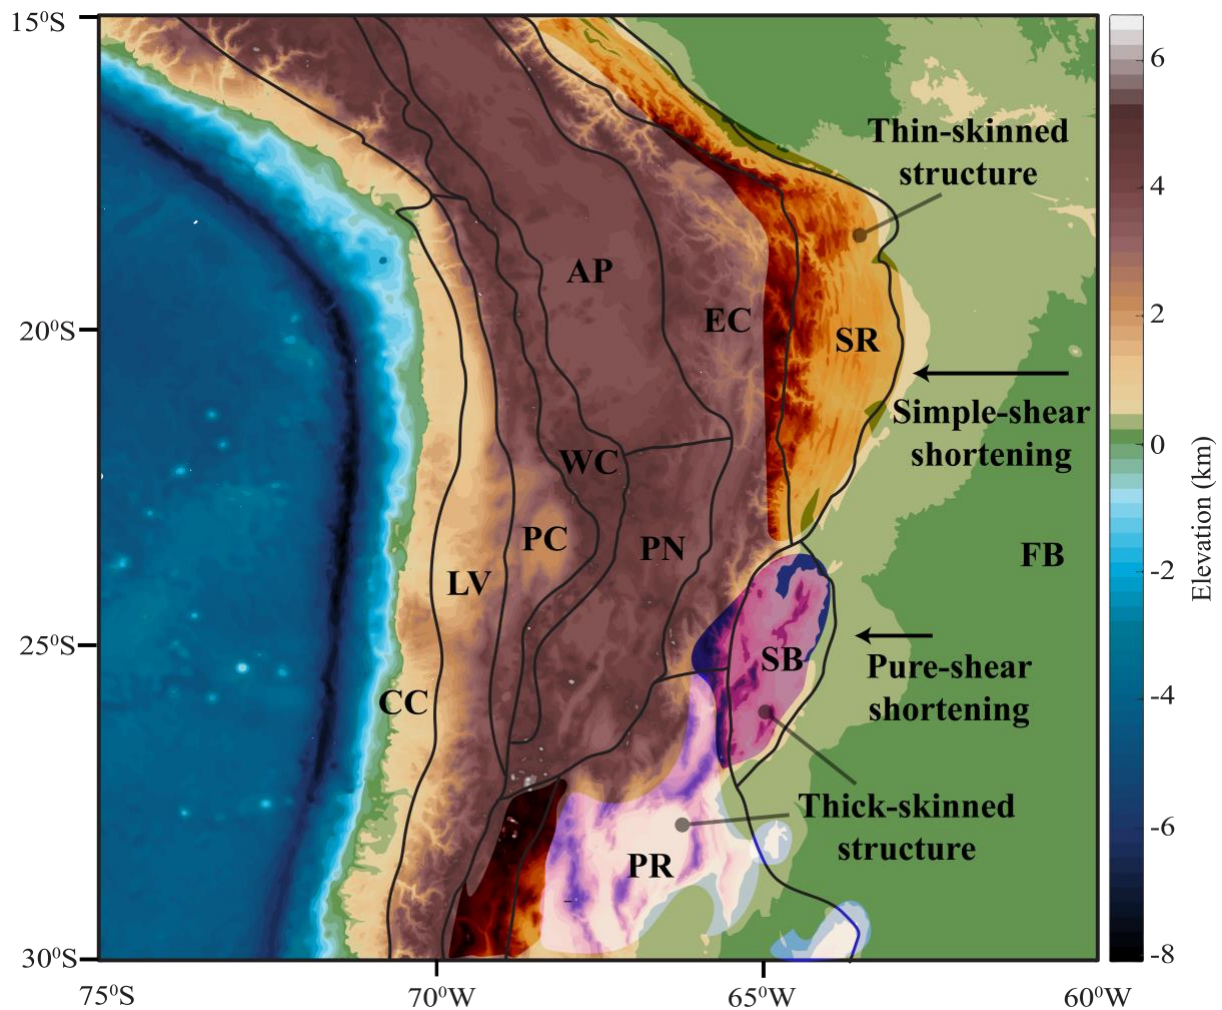 15⁰S
20⁰S
25⁰S
30⁰S
75⁰S
70⁰W
65⁰W
60⁰W
Thin-skinned
structure
AP
EC
SR
Simple-shear
shortening
WC
PC
PN
FB
LV
SB
Pure-shear
shortening
CC
Thick-skinned
structure
PR
6
4
2
0
-2
-4
-6
-8
Elevation (km)